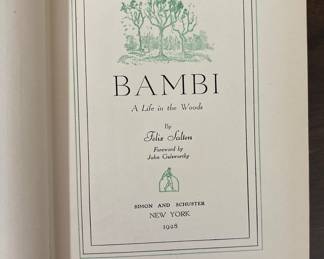 BAMBI
A Life in the Woods
By
Felix Salten
Foreword by
John Galsworthy
SIMON AND SCHUSTER
NEW YORK
1928